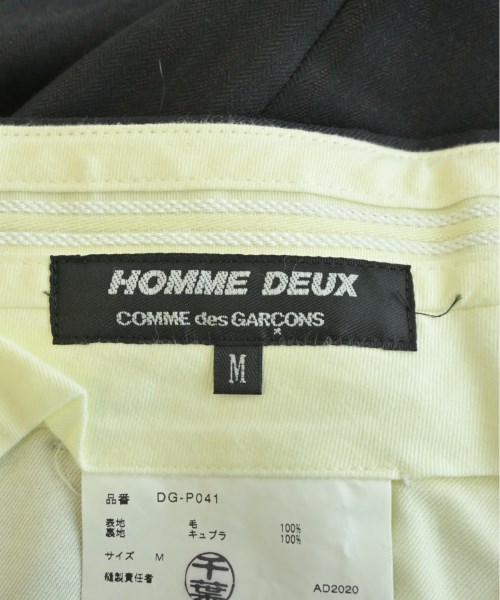 HOMME DEUX
COMME des GARÇONS
M
品番 DG-P041
表地 毛 100%
裏地 キュプラ 100%
サイズ M
縫製責任者 千葉 AD2020